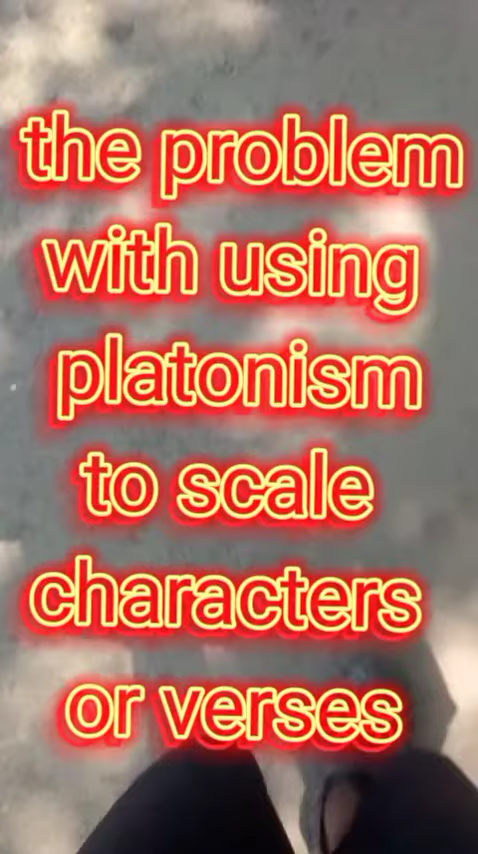 the problem
with using
platonism
to scale
characters
or verses